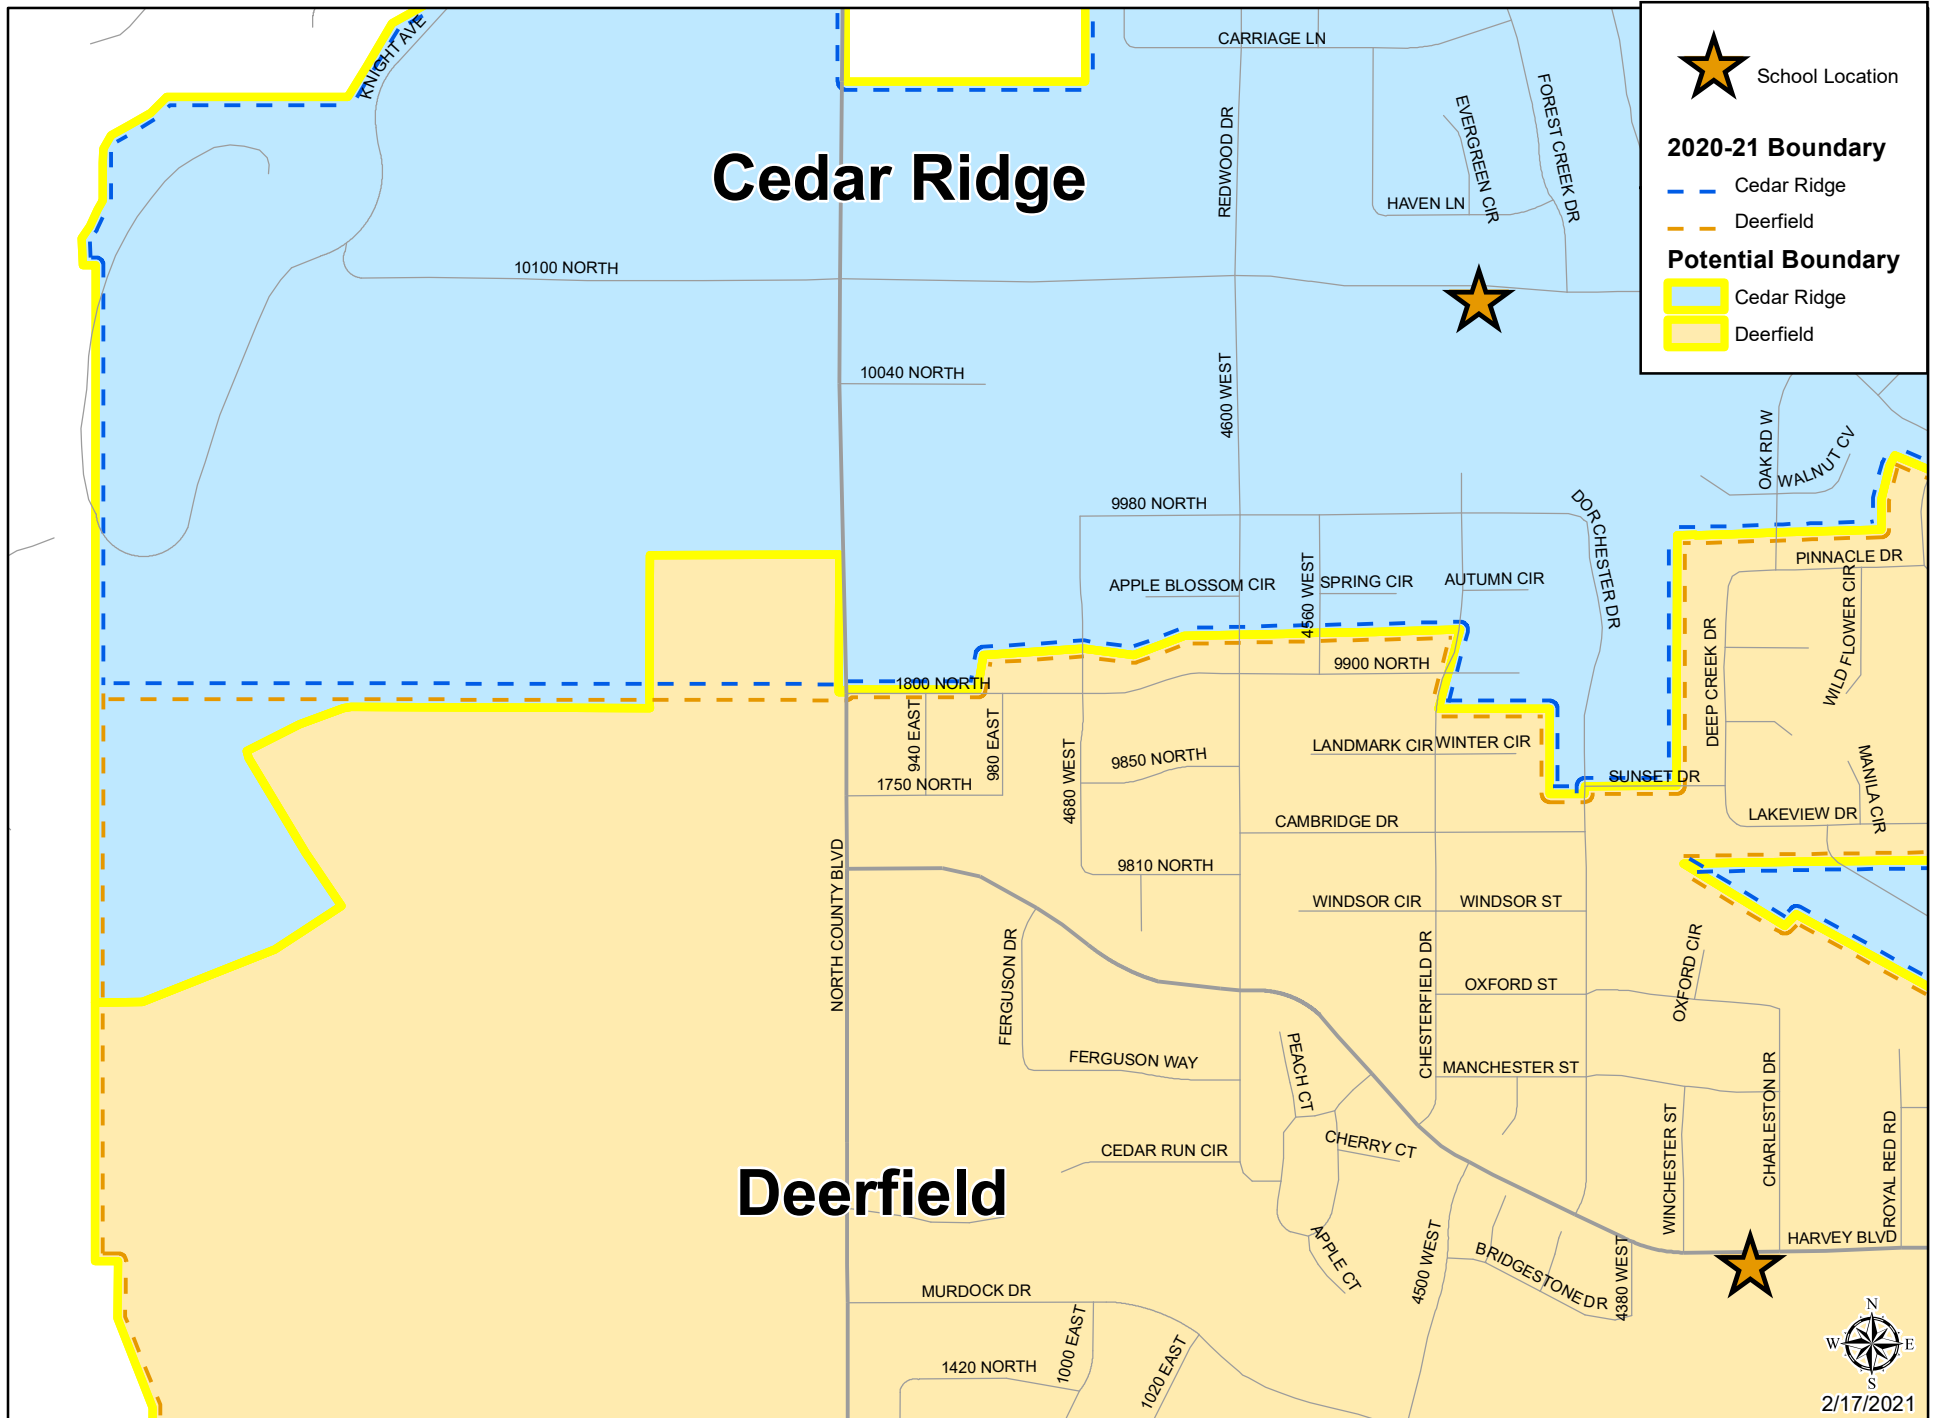 KNIGHT AVE
CARRIAGE LN
School Location
2020-21 Boundary
Cedar Ridge
Deerfield
Potential Boundary
Cedar Ridge
Deerfield
REDWOOD DR
EVERGREEN CIR
FOREST CREEK DR
Cedar Ridge
HAVEN LN
10100 NORTH
10040 NORTH
4600 WEST
OAK RD W
WALNUT CV
9980 NORTH
DORCHESTER DR
PINNACLE DR
APPLE BLOSSOM CIR
4560 WEST
SPRING CIR
AUTUMN CIR
WILD FLOWER CIR
DEEP CREEK DR
9900 NORTH
1800 NORTH
940 EAST
980 EAST
4680 WEST
9850 NORTH
LANDMARK CIR
WINTER CIR
SUNSET DR
MANILA CIR
1750 NORTH
LAKEVIEW DR
CAMBRIDGE DR
NORTH COUNTY BLVD
9810 NORTH
WINDSOR CIR
WINDSOR ST
FERGUSON DR
CHESTERFIELD DR
OXFORD CIR
OXFORD ST
FERGUSON WAY
PEACH CT
MANCHESTER ST
CHARLESTON DR
WINCHESTER ST
ROYAL RED RD
CEDAR RUN CIR
CHERRY CT
Deerfield
APPLE CT
4500 WEST
BRIDGESTONE DR
4380 WEST
HARVEY BLVD
MURDOCK DR
1000 EAST
1020 EAST
1420 NORTH
N
W E
S
2/17/2021